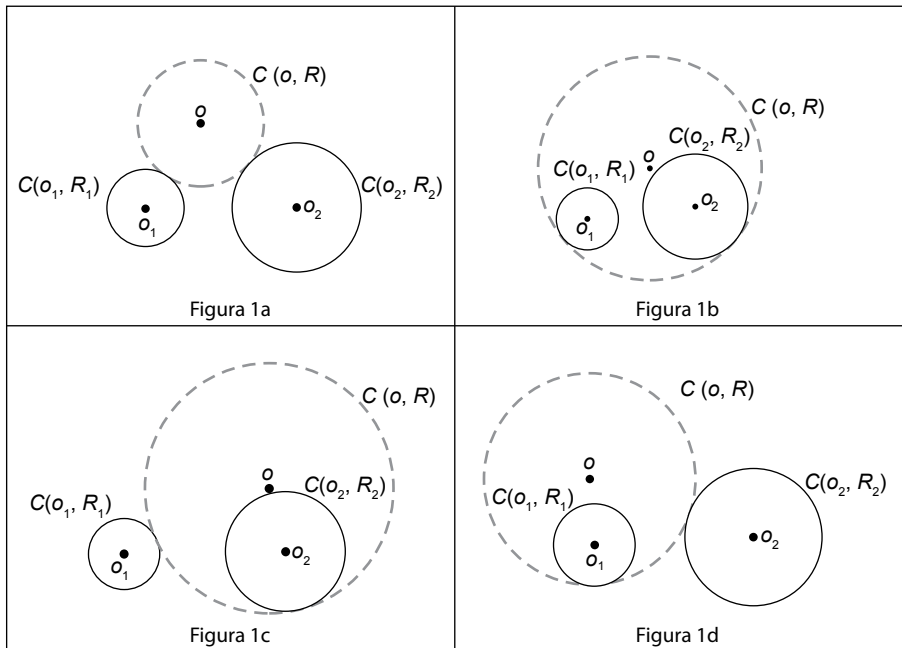 C (o, R)
o
C(o₁, R₁)
C(o₂, R₂)
o₁
o₂
Figura 1a
C (o, R)
C(o₂, R₂)
o
C(o₁, R₁)
o₂
o₁
Figura 1b
C (o, R)
o
C(o₂, R₂)
C(o₁, R₁)
o₂
o₁
Figura 1c
C (o, R)
o
C(o₁, R₁)
C(o₂, R₂)
o₂
o₁
Figura 1d